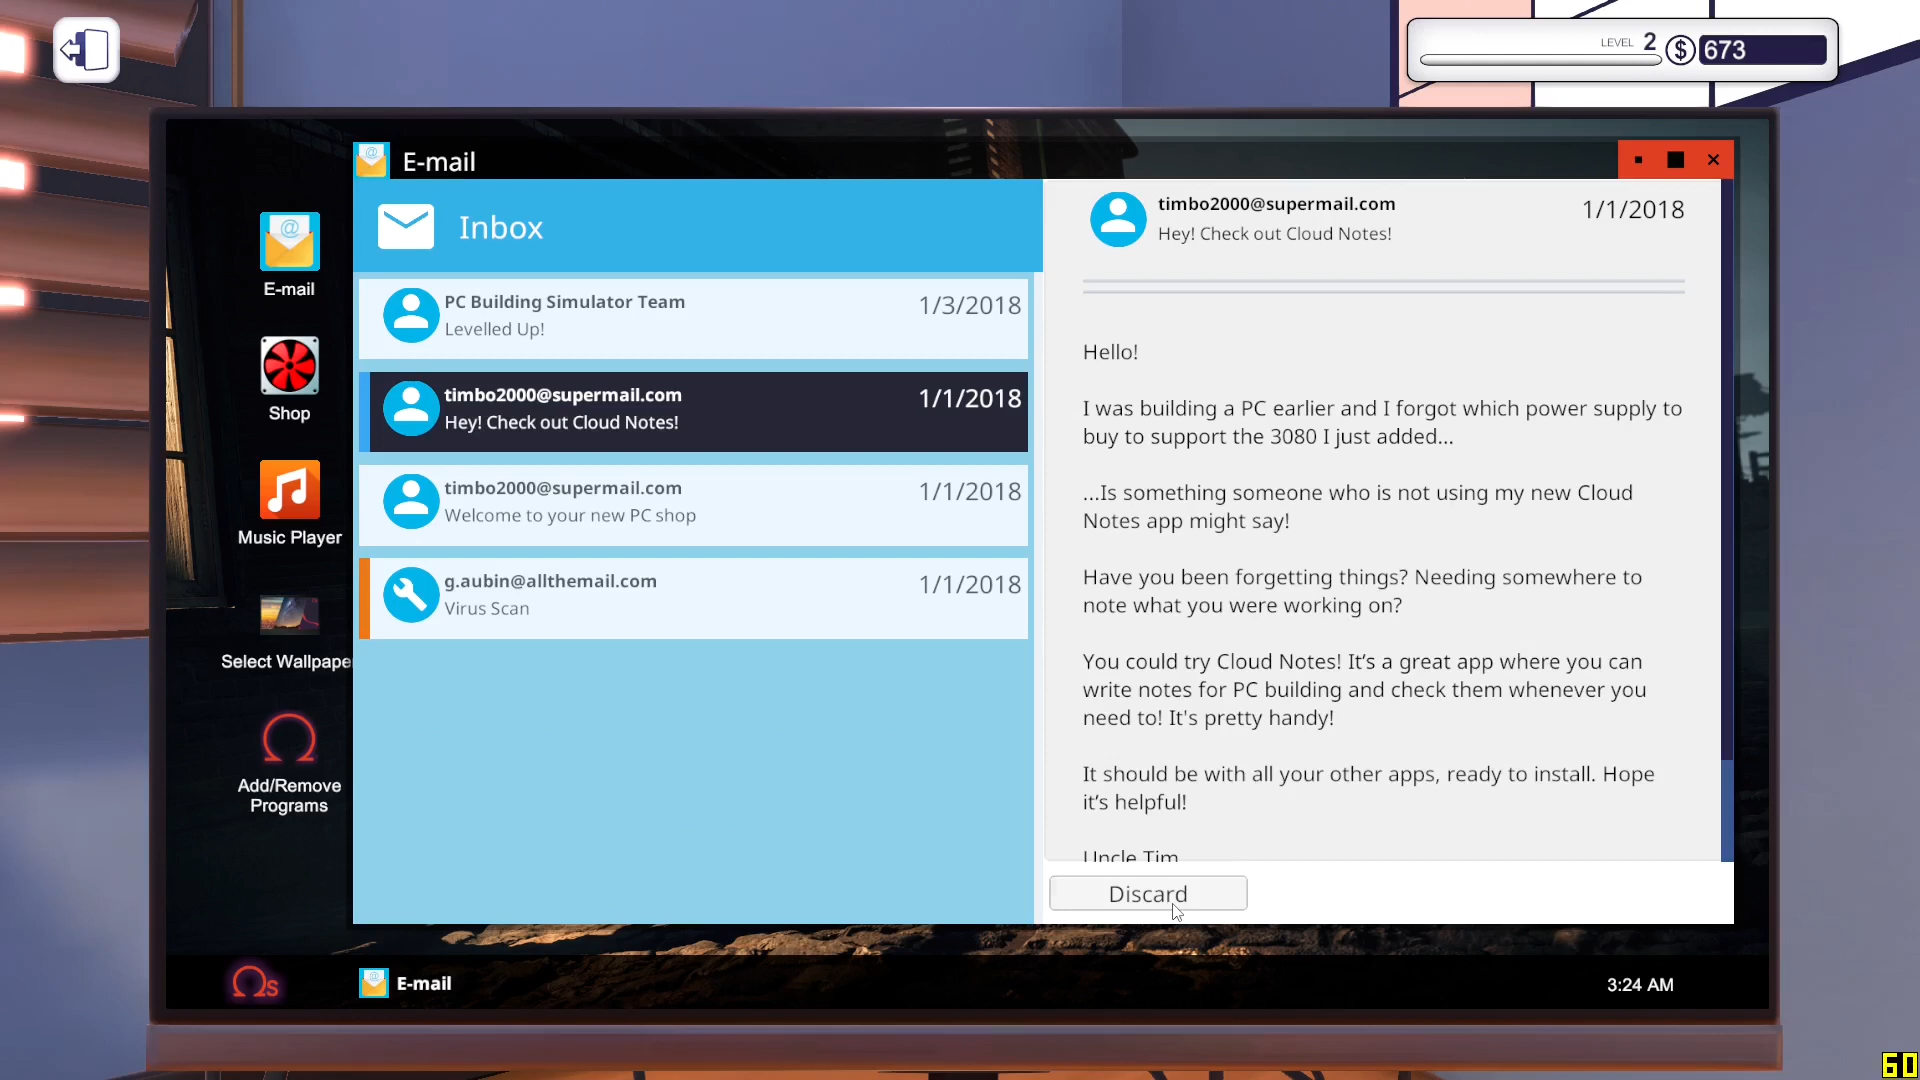 LEVEL 2 $ 673
E-mail
Inbox
PC Building Simulator Team 1/3/2018
Levelled Up!
timbo2000@supermail.com 1/1/2018
Hey! Check out Cloud Notes!
timbo2000@supermail.com 1/1/2018
Welcome to your new PC shop
g.aubin@allthemail.com 1/1/2018
Virus Scan
timbo2000@supermail.com 1/1/2018
Hey! Check out Cloud Notes!
Hello!
I was building a PC earlier and I forgot which power supply to
buy to support the 3080 I just added...
...Is something someone who is not using my new Cloud
Notes app might say!
Have you been forgetting things? Needing somewhere to
note what you were working on?
You could try Cloud Notes! It's a great app where you can
write notes for PC building and check them whenever you
need to! It's pretty handy!
It should be with all your other apps, ready to install. Hope
it's helpful!
Uncle Tim
Discard
E-mail
Shop
Music Player
Select Wallpape
Add/Remove
Programs
Ωs
E-mail
3:24 AM
60